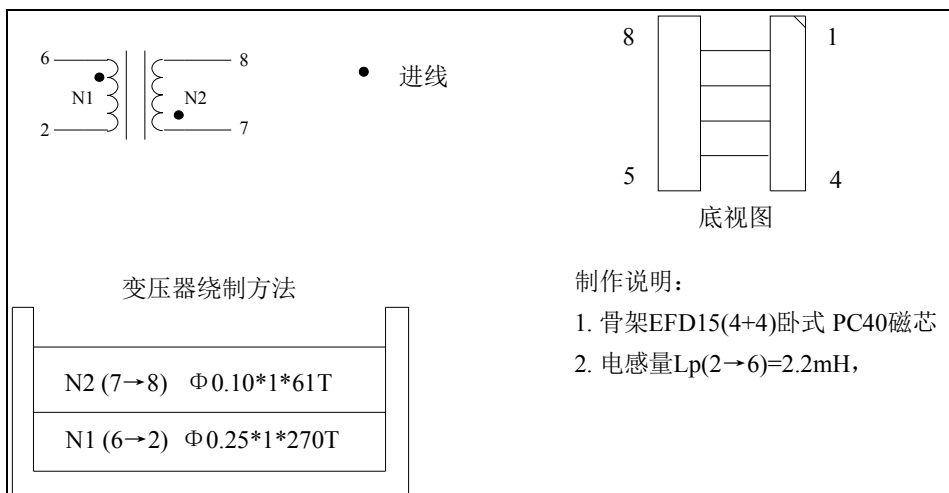 6
8
N1
N2
2
7
● 进线
8
1
5
4
底视图
变压器绕制方法
N2 (7→8) Φ0.10*1*61T
N1 (6→2) Φ0.25*1*270T
制作说明：
1. 骨架EFD15(4+4)卧式 PC40磁芯
2. 电感量Lp(2→6)=2.2mH，